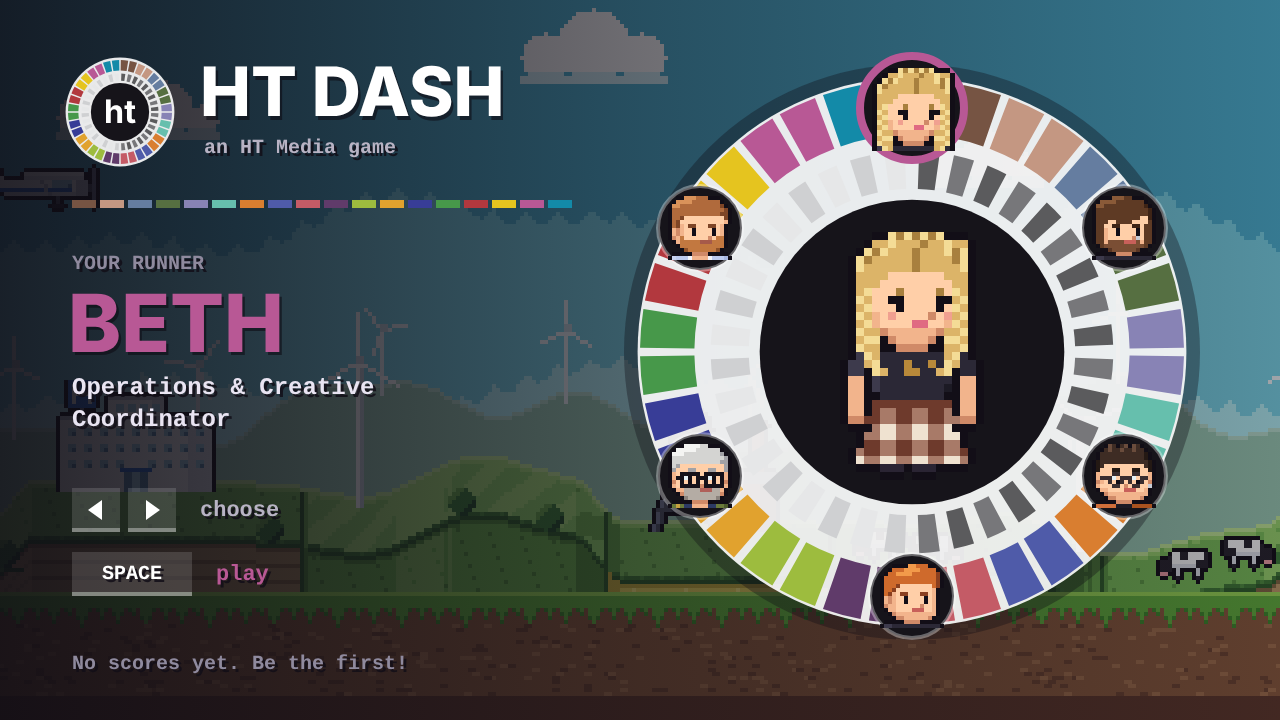 ht
HT DASH
an HT Media game
YOUR RUNNER
BETH
Operations & Creative
Coordinator
choose
SPACE play
No scores yet. Be the first!